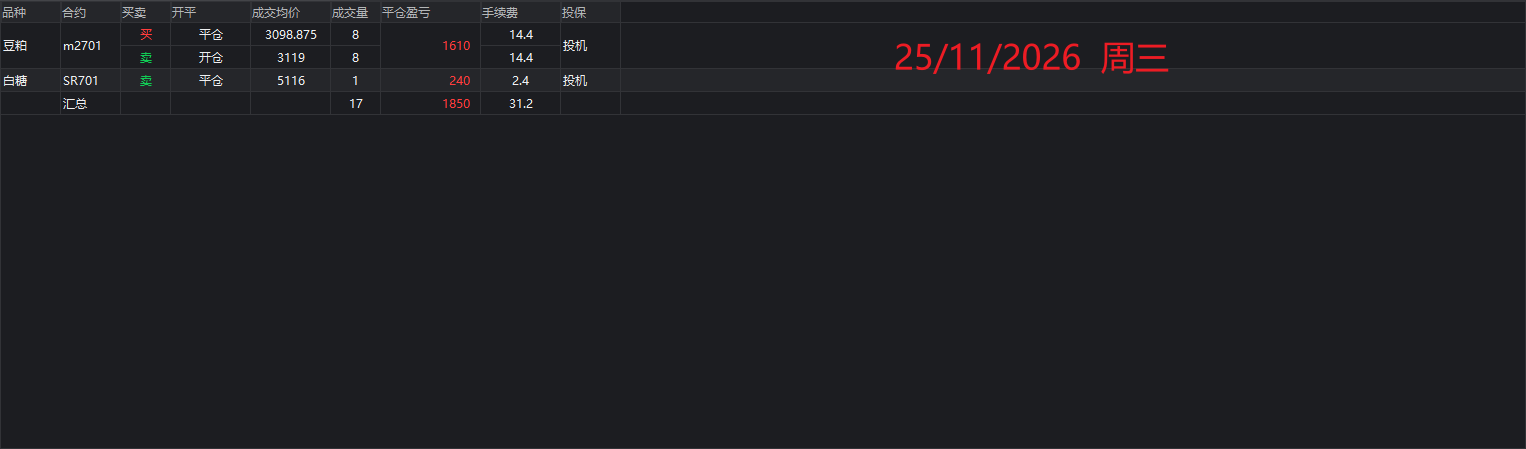 品种 合约 买卖 开平 成交均价 成交量 平仓盈亏 手续费 投保
豆粕 m2701 买 平仓 3098.875 8 1610 14.4 投机
卖 开仓 3119 8 14.4
25/11/2026 周三
白糖 SR701 卖 平仓 5116 1 240 2.4 投机
汇总 17 1850 31.2